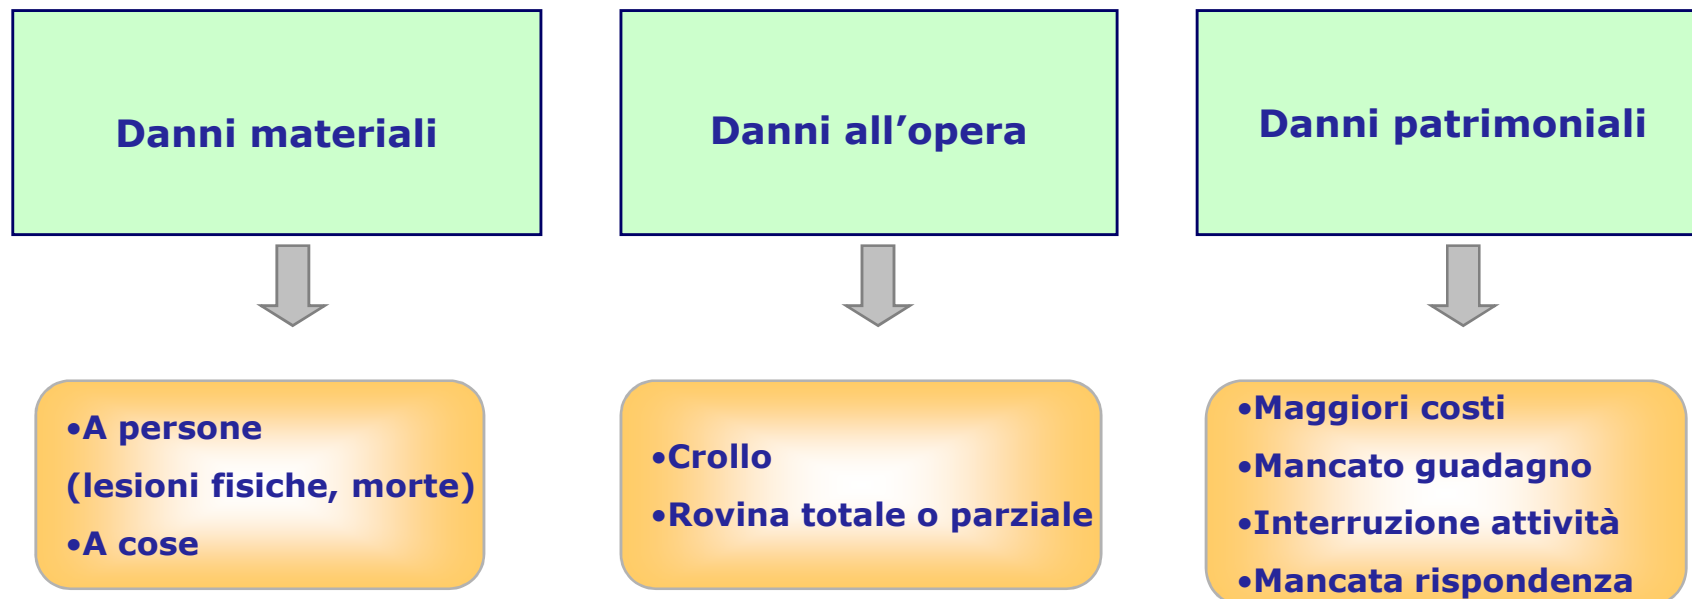 Danni materiali
Danni all’opera
Danni patrimoniali
•A persone
(lesioni fisiche, morte)
•A cose
•Crollo
•Rovina totale o parziale
•Maggiori costi
•Mancato guadagno
•Interruzione attività
•Mancata rispondenza